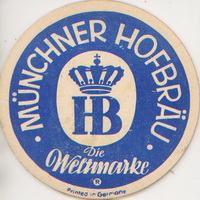 · MÜNCHNER HOFBRÄU ·
HB
Die
Weltmarke
H
Printed in Germany